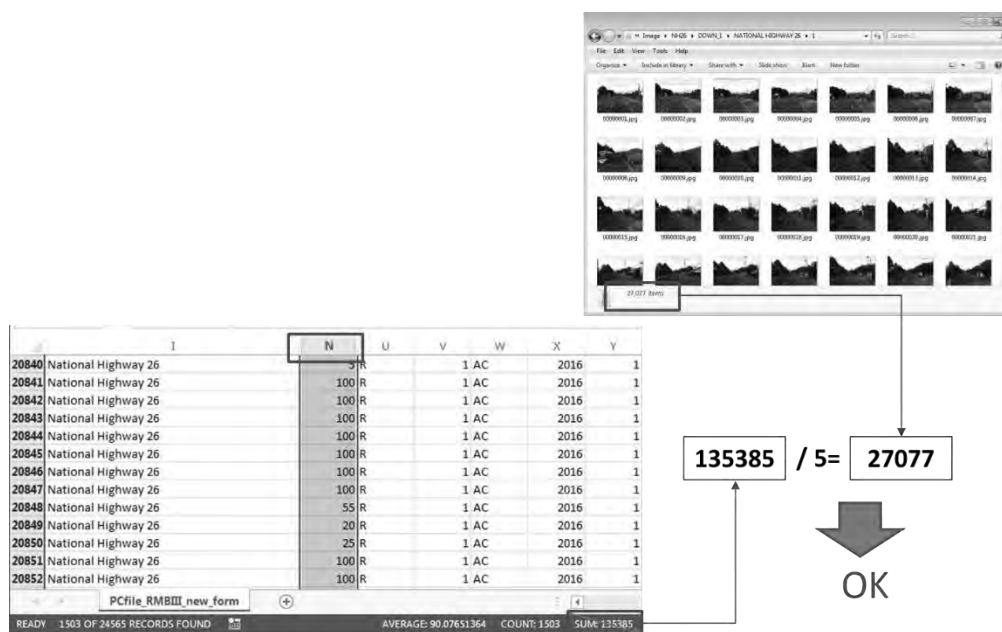 Image ▸ NH26 ▸ DOWN_1 ▸ NATIONAL HIGHWAY 26 ▸ 1
File Edit View Tools Help
Organize Include in library Share with Slide show Burn New folder
00000001.jpg 00000002.jpg 00000003.jpg 00000004.jpg 00000005.jpg 00000006.jpg 00000007.jpg
00000008.jpg 00000009.jpg 00000010.jpg 00000011.jpg 00000012.jpg 00000013.jpg 00000014.jpg
00000015.jpg 00000016.jpg 00000017.jpg 00000018.jpg 00000019.jpg 00000020.jpg 00000021.jpg
27,077 items
I N U V W X Y
20840 National Highway 26 5 R 1 AC 2016 1
20841 National Highway 26 100 R 1 AC 2016 1
20842 National Highway 26 100 R 1 AC 2016 1
20843 National Highway 26 100 R 1 AC 2016 1
20844 National Highway 26 100 R 1 AC 2016 1
20845 National Highway 26 100 R 1 AC 2016 1
20846 National Highway 26 100 R 1 AC 2016 1
20847 National Highway 26 100 R 1 AC 2016 1
20848 National Highway 26 55 R 1 AC 2016 1
20849 National Highway 26 20 R 1 AC 2016 1
20850 National Highway 26 25 R 1 AC 2016 1
20851 National Highway 26 100 R 1 AC 2016 1
20852 National Highway 26 100 R 1 AC 2016 1
PCfile_RMBIII_new_form
READY 1503 OF 24565 RECORDS FOUND AVERAGE: 90.07651364 COUNT: 1503 SUM: 135385
135385 / 5= 27077
OK